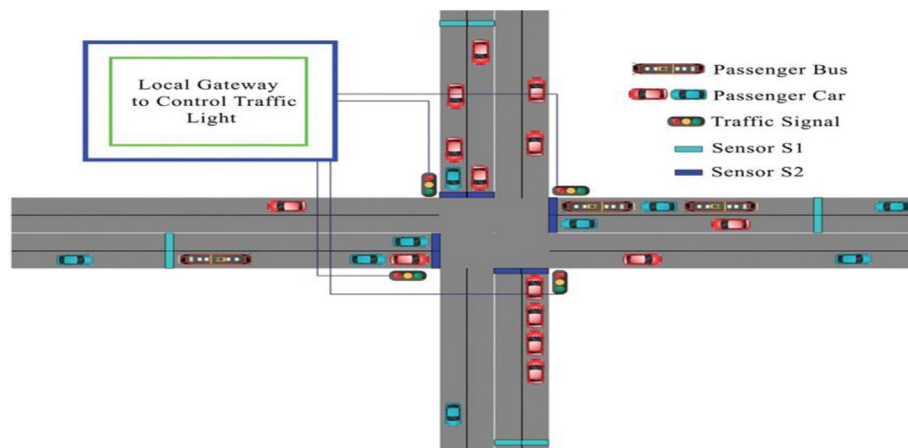 Local Gateway
to Control Traffic
Light
Passenger Bus
Passenger Car
Traffic Signal
Sensor S1
Sensor S2